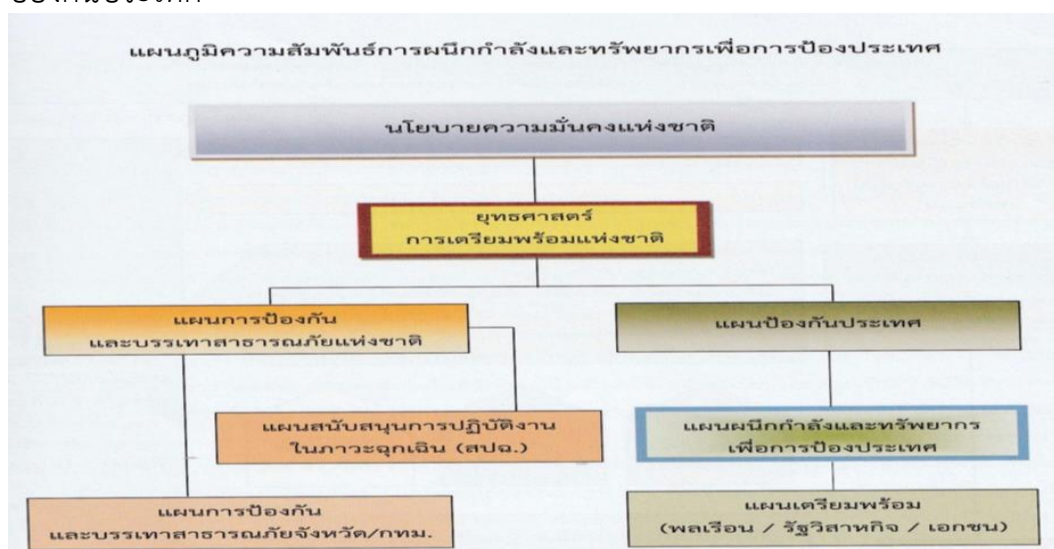 แผนภูมิความสัมพันธ์การผนึกกำลังและทรัพยากรเพื่อการป้องประเทศ
นโยบายความมั่นคงแห่งชาติ
ยุทธศาสตร์
การเตรียมพร้อมแห่งชาติ
แผนการป้องกัน
และบรรเทาสาธารณภัยแห่งชาติ
แผนป้องกันประเทศ
แผนสนับสนุนการปฏิบัติงาน
ในภาวะฉุกเฉิน (สปฉ.)
แผนผนึกกำลังและทรัพยากร
เพื่อการป้องประเทศ
แผนการป้องกัน
และบรรเทาสาธารณภัยจังหวัด/กทม.
แผนเตรียมพร้อม
(พลเรือน / รัฐวิสาหกิจ / เอกชน)